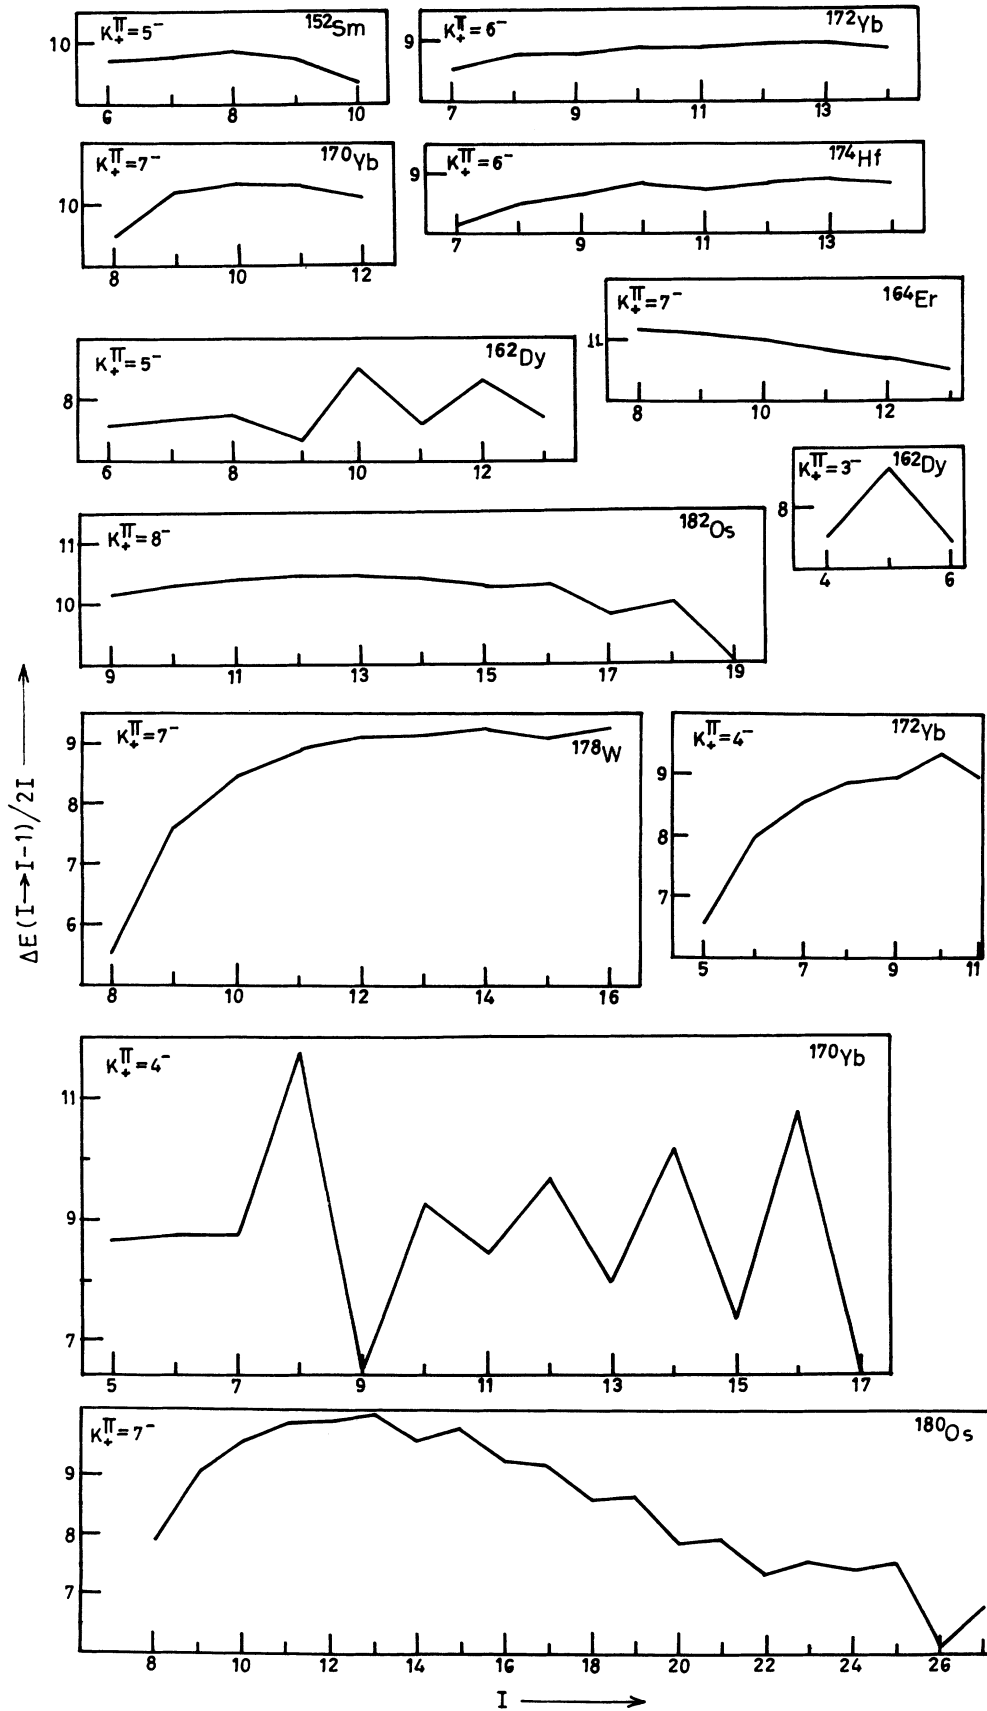 K₊^π=5⁻ ¹⁵²Sm
10
6 8 10
K₊^π=6⁻ ¹⁷²Yb
9
7 9 11 13
K₊^π=7⁻ ¹⁷⁰Yb
10
8 10 12
K₊^π=6⁻ ¹⁷⁴Hf
9
7 9 11 13
K₊^π=7⁻ ¹⁶⁴Er
11
8 10 12
K₊^π=5⁻ ¹⁶²Dy
8
6 8 10 12
K₊^π=3⁻ ¹⁶²Dy
8
4 6
K₊^π=8⁻ ¹⁸²Os
11
10
9 11 13 15 17 19
K₊^π=7⁻ ¹⁷⁸W
9
8
7
6
8 10 12 14 16
K₊^π=4⁻ ¹⁷²Yb
9
8
7
5 7 9 11
K₊^π=4⁻ ¹⁷⁰Yb
11
9
7
5 7 9 11 13 15 17
K₊^π=7⁻ ¹⁸⁰Os
9
8
7
8 10 12 14 16 18 20 22 24 26
ΔE(I→I-1)/2I →
I →